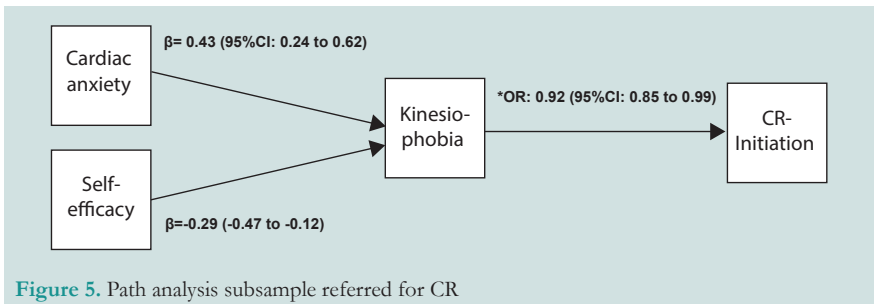 β= 0.43 (95%CI: 0.24 to 0.62)
Cardiac
anxiety
Kinesio-
phobia
*OR: 0.92 (95%CI: 0.85 to 0.99)
CR-
Initiation
Self-
efficacy
β=-0.29 (-0.47 to -0.12)
Figure 5. Path analysis subsample referred for CR